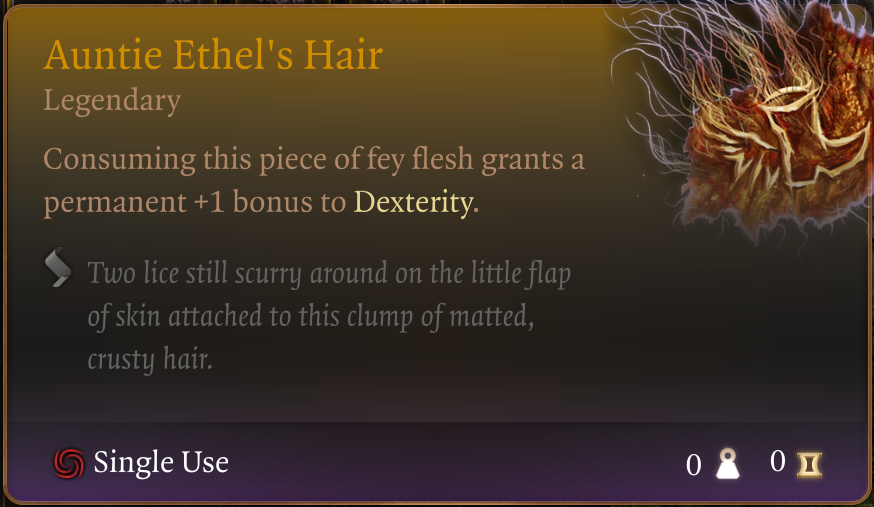 Auntie Ethel's Hair
Legendary
Consuming this piece of fey flesh grants a
permanent +1 bonus to Dexterity.
Two lice still scurry around on the little flap
of skin attached to this clump of matted,
crusty hair.
Single Use
0 0